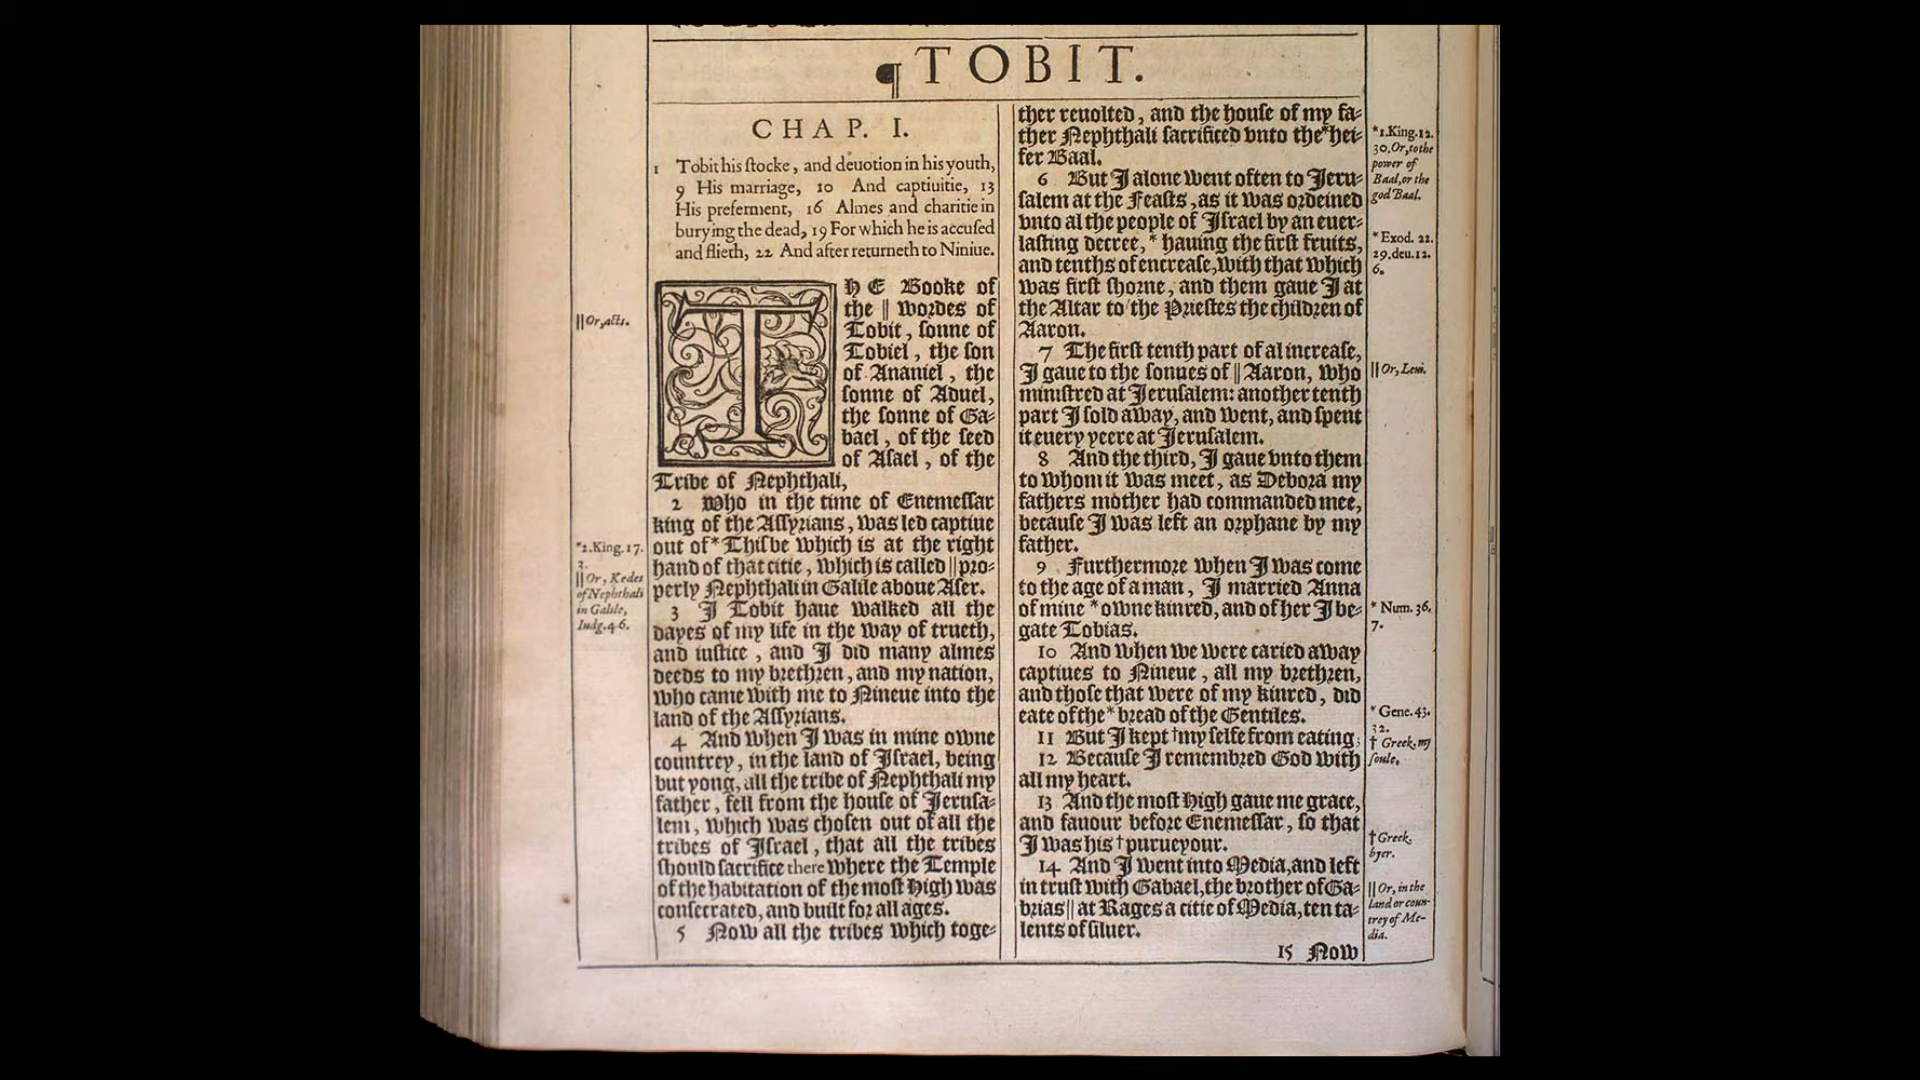 ¶TOBIT.
CHAP. I.
1 Tobit his stocke, and deuotion in his youth,
9 His marriage, 10 And captiuitie, 13
His preferment, 16 Almes and charitie in
burying the dead, 19 For which he is accused
and flieth, 22 And after returneth to Niniue.
THE Booke of
the || wordes of
Tobit, sonne of
Tobiel, the son
of Ananiel, the
sonne of Aduel,
the sonne of Ga-
bael, of the seed
of Asael, of the
Tribe of Nephthali,
2 Who in the time of Enemessar
king of the Assyrians, was led captiue
out of * Thisbe which is at the right
hand of that citie, which is called || pro-
perly Nephthali in Galile aboue Aser.
3 I Tobit haue walked all the
dayes of my life in the way of trueth,
and iustice, and I did many almes
deeds to my brethren, and my nation,
who came with me to Nineue into the
land of the Assyrians.
4 And when I was in mine owne
countrey, in the land of Israel, being
but yong, all the tribe of Nephthali my
father, fell from the house of Ierusa-
lem, which was chosen out of all the
tribes of Israel, that all the tribes
should sacrifice there where the Temple
of the habitation of the most High was
consecrated, and built for all ages.
5 Now all the tribes which toge-
||Or, acts.
*2.King.17.
3.
||Or, Kedes
of Nephthali
in Galile,
Iudg.4.6.
ther reuolted, and the house of my fa-
ther Nephthali sacrificed vnto the * hei-
fer Baal.
6 But I alone went often to Ieru-
salem at the Feasts, as it was ordeined
vnto al the people of Israel by an euer-
lasting decree, * hauing the first fruits,
and tenths of encrease, with that which
was first shorne, and them gaue I at
the Altar to the Priestes the children of
Aaron.
7 The first tenth part of al increase,
I gaue to the sonnes of || Aaron, who
ministred at Ierusalem: another tenth
part I sold away, and went, and spent
it euery yeere at Ierusalem.
8 And the third, I gaue vnto them
to whom it was meet, as Debora my
fathers mother had commanded mee,
because I was left an orphane by my
father.
9 Furthermore when I was come
to the age of a man, I married Anna
of mine * owne kinred, and of her I be-
gate Tobias.
10 And when we were caried away
captiues to Nineue, all my brethren,
and those that were of my kinred, did
eate of the * bread of the Gentiles.
11 But I kept † my selfe from eating;
12 Because I remembred God with
all my heart.
13 And the most High gaue me grace,
and fauour before Enemessar, so that
I was his † purueyour.
14 And I went into Media, and left
in trust with Gabael, the brother of Ga-
brias || at Rages a citie of Media, ten ta-
lents of siluer.
15 Now
*1.King.12.
30.Or, to the
power of
Baal, or the
god Baal.
*Exod. 22.
29.deu.12.
6.
||Or, Leui.
* Num. 36.
7.
* Gene. 43.
32.
† Greek, my
soule.
† Greek,
byer.
||Or, in the
land or coun-
trey of Me-
dia.